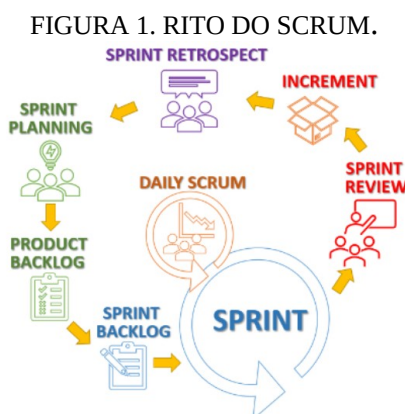 FIGURA 1. RITO DO SCRUM.
SPRINT RETROSPECT
INCREMENT
SPRINT
PLANNING
DAILY SCRUM
SPRINT
REVIEW
PRODUCT
BACKLOG
SPRINT
BACKLOG
SPRINT